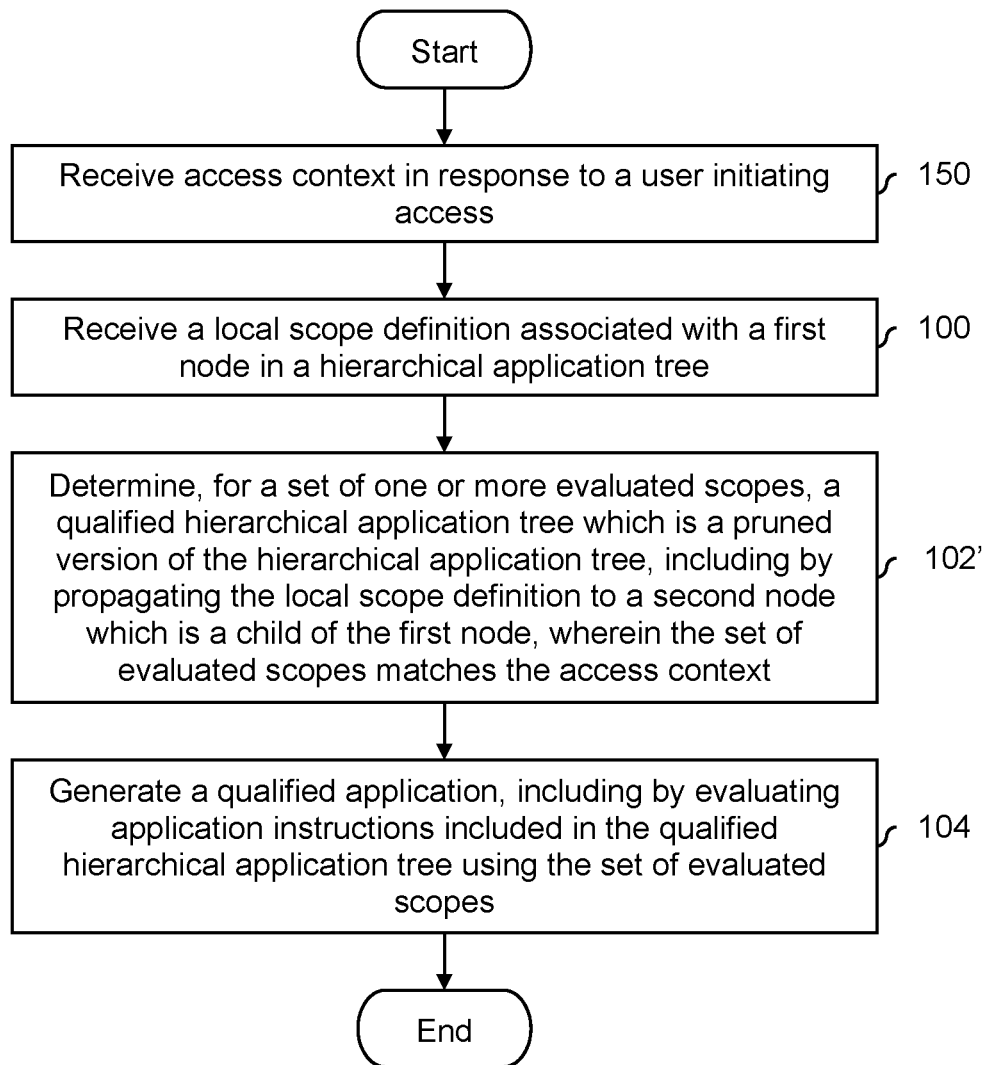 Start
Receive access context in response to a user initiating
access
150
Receive a local scope definition associated with a first
node in a hierarchical application tree
100
Determine, for a set of one or more evaluated scopes, a
qualified hierarchical application tree which is a pruned
version of the hierarchical application tree, including by
propagating the local scope definition to a second node
which is a child of the first node, wherein the set of
evaluated scopes matches the access context
102'
Generate a qualified application, including by evaluating
application instructions included in the qualified
hierarchical application tree using the set of evaluated
scopes
104
End